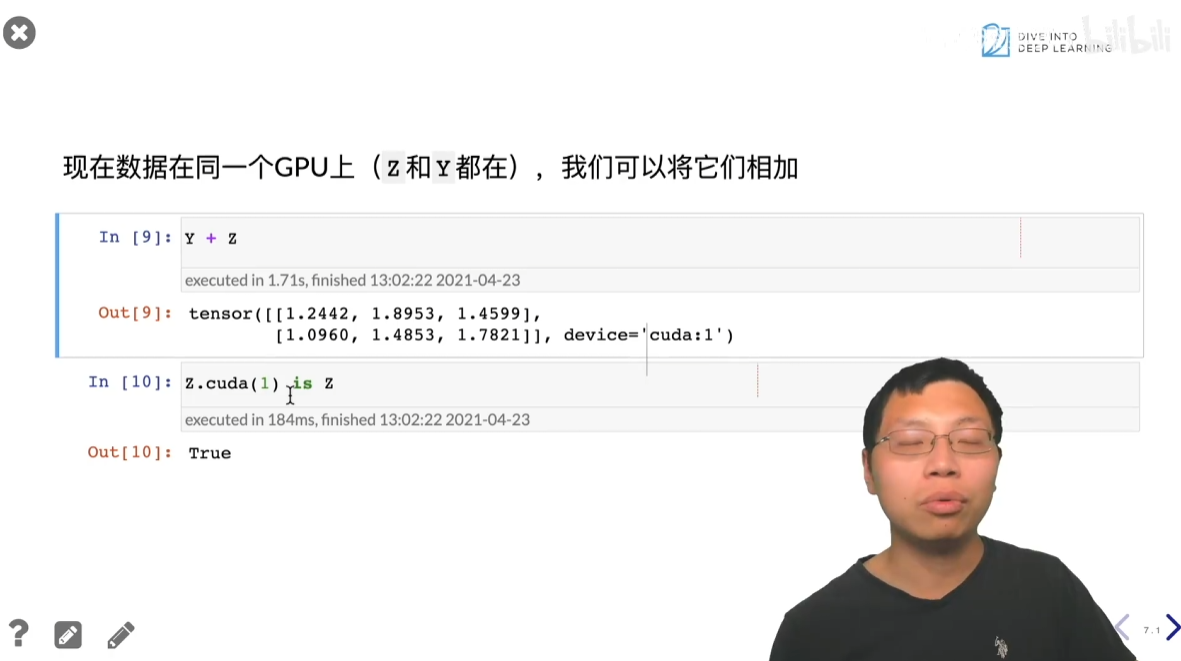 bilibili
DIVE INTO
DEEP LEARNING
现在数据在同一个GPU上（Z和Y都在），我们可以将它们相加
In [9]: Y + Z
executed in 1.71s, finished 13:02:22 2021-04-23
Out[9]: tensor([[1.2442, 1.8953, 1.4599],
[1.0960, 1.4853, 1.7821]], device='cuda:1')
In [10]: Z.cuda(1) is Z
executed in 184ms, finished 13:02:22 2021-04-23
Out[10]: True
?
7.1